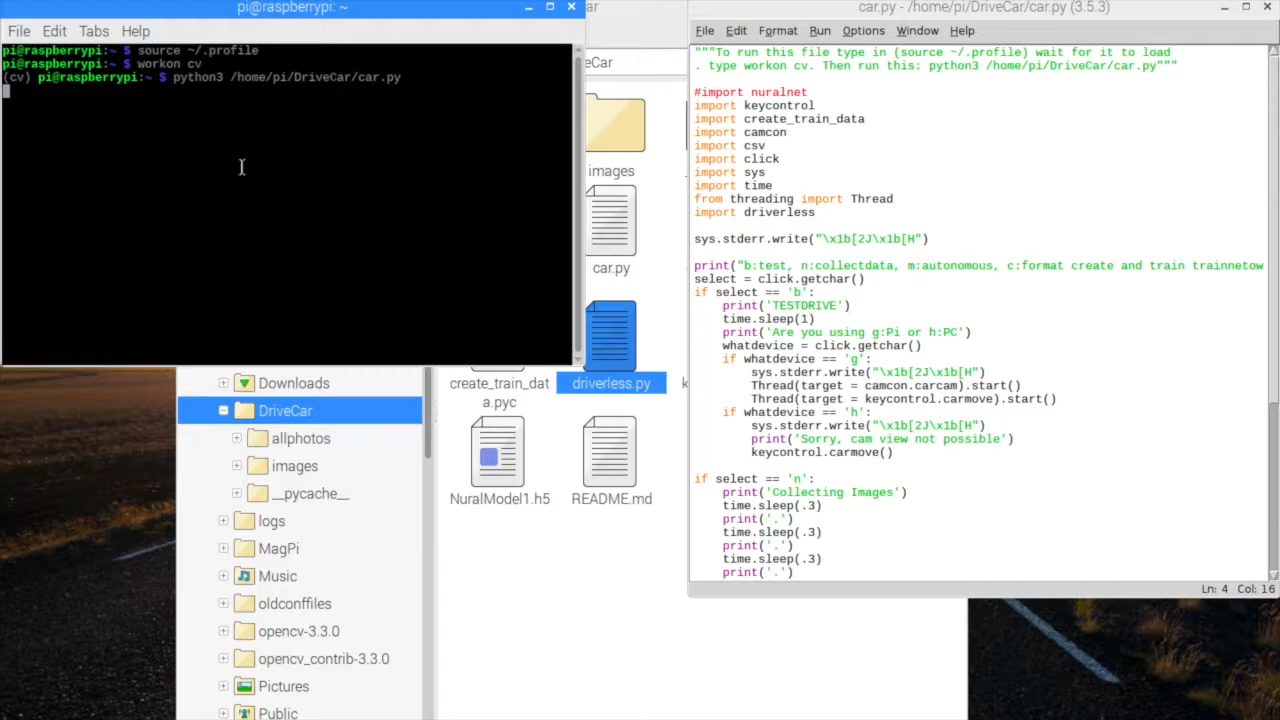 pi@raspberrypi: ~
File Edit Tabs Help
pi@raspberrypi:~ $ source ~/.profile
pi@raspberrypi:~ $ workon cv
(cv) pi@raspberrypi:~ $ python3 /home/pi/DriveCar/car.py
Car
images
car.py
create_train_dat
a.pyc
driverless.py
k
NuralModel1.h5
README.md
Downloads
DriveCar
allphotos
images
__pycache__
logs
MagPi
Music
oldconffiles
opencv-3.3.0
opencv_contrib-3.3.0
Pictures
Public
car.py - /home/pi/DriveCar/car.py (3.5.3)
File Edit Format Run Options Window Help
"""To run this file type in (source ~/.profile) wait for it to load
. type workon cv. Then run this: python3 /home/pi/DriveCar/car.py"""
#import nuralnet
import keycontrol
import create_train_data
import camcon
import csv
import click
import sys
import time
from threading import Thread
import driverless
sys.stderr.write("\x1b[2J\x1b[H")
print("b:test, n:collectdata, m:autonomous, c:format create and train trainnetow
select = click.getchar()
if select == 'b':
    print('TESTDRIVE')
    time.sleep(1)
    print('Are you using g:Pi or h:PC')
    whatdevice = click.getchar()
    if whatdevice == 'g':
        sys.stderr.write("\x1b[2J\x1b[H")
        Thread(target = camcon.carcam).start()
        Thread(target = keycontrol.carmove).start()
    if whatdevice == 'h':
        sys.stderr.write("\x1b[2J\x1b[H")
        print('Sorry, cam view not possible')
        keycontrol.carmove()
if select == 'n':
    print('Collecting Images')
    time.sleep(.3)
    print('.')
    time.sleep(.3)
    print('.')
    time.sleep(.3)
    print('.')
Ln: 4 Col: 16